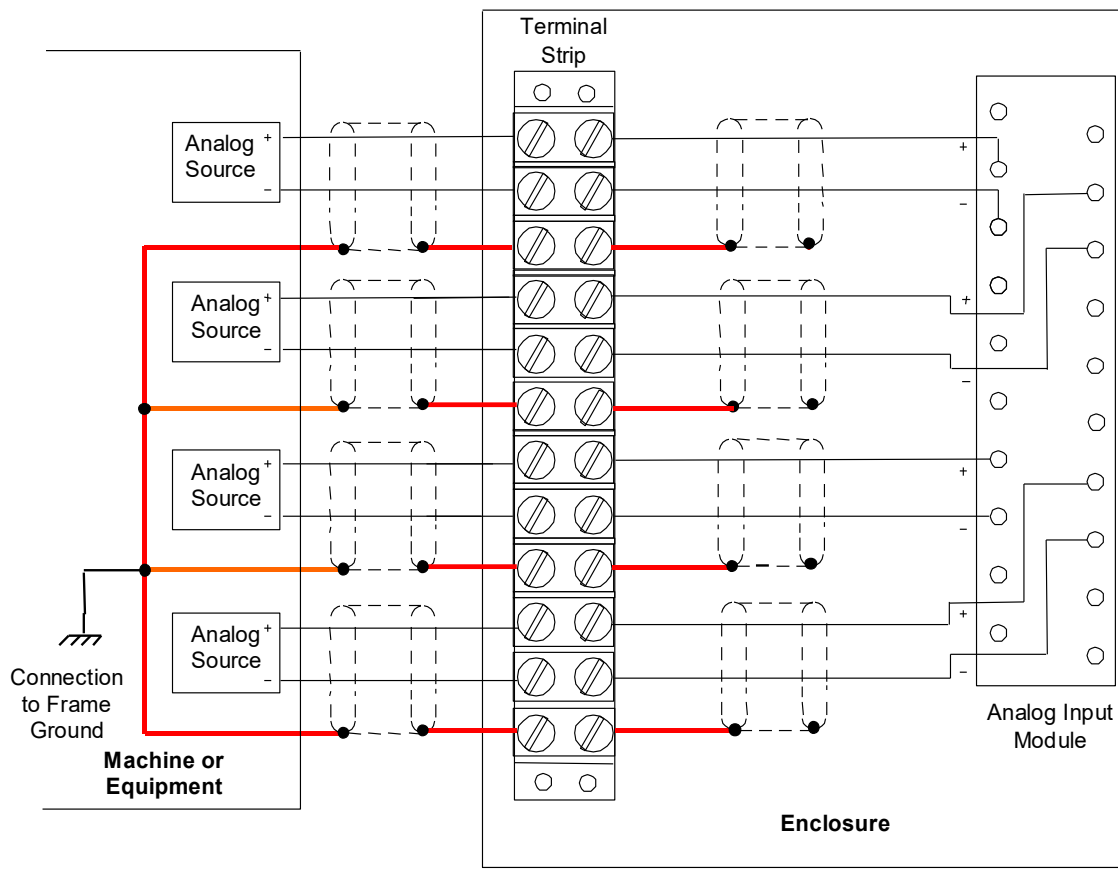 Terminal
Strip
Analog
Source
+
−
+
−
Analog
Source
+
−
+
−
Analog
Source
+
−
+
−
Analog
Source
+
−
+
−
Connection
to Frame
Ground
Machine or
Equipment
Analog Input
Module
Enclosure